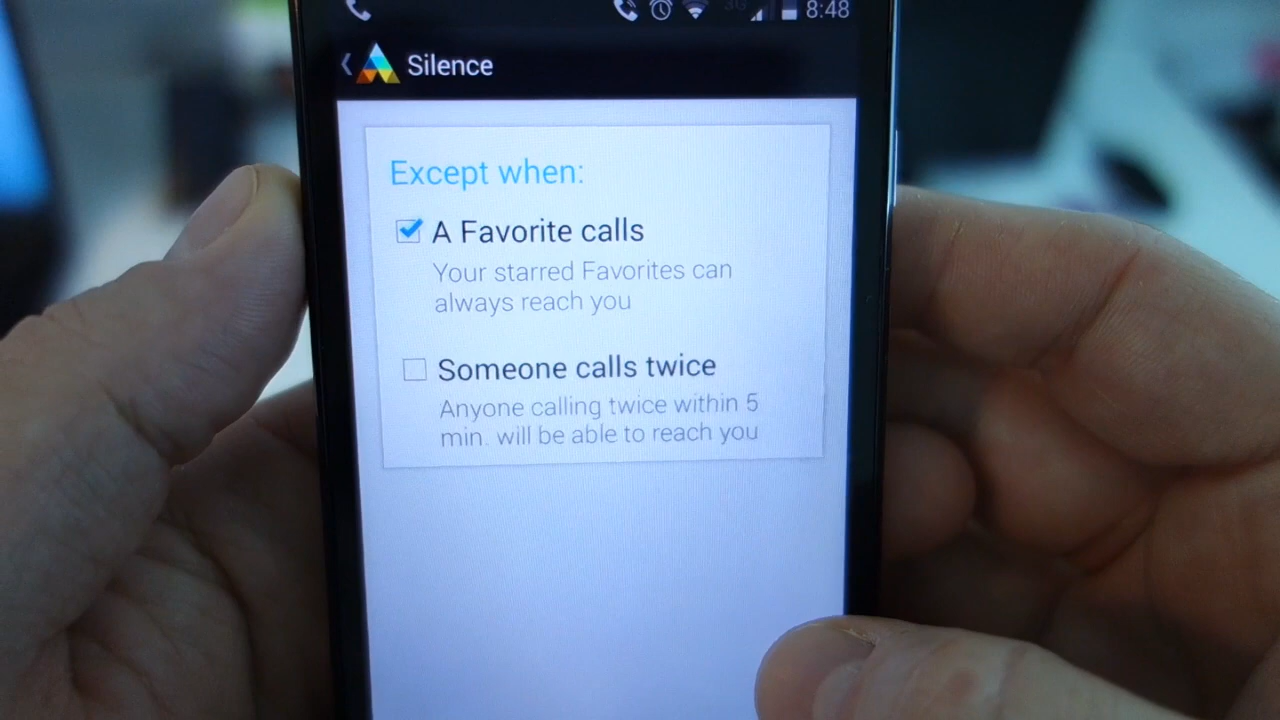 8:48
Silence
Except when:
A Favorite calls
Your starred Favorites can
always reach you
Someone calls twice
Anyone calling twice within 5
min. will be able to reach you